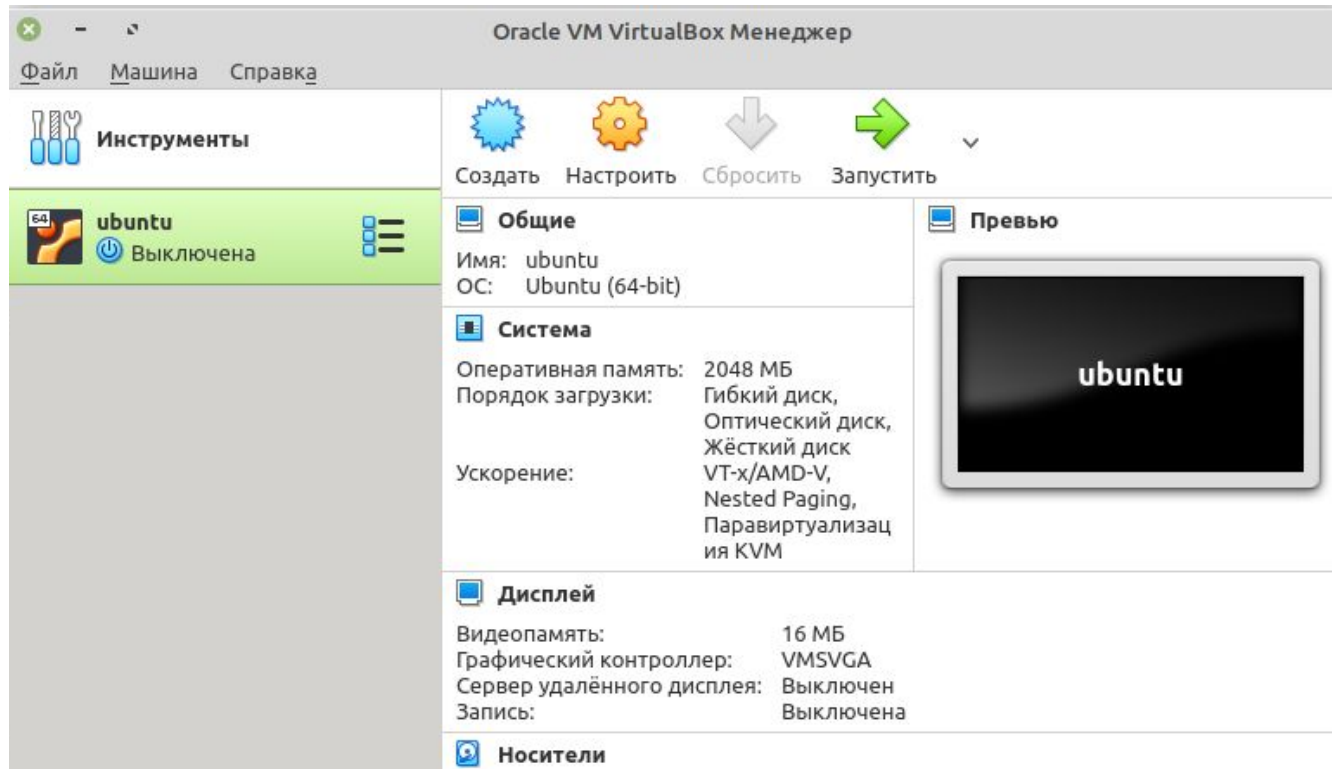 Oracle VM VirtualBox Менеджер
Файл Машина Справка
Инструменты
Создать Настроить Сбросить Запустить
64
ubuntu
Выключена
Общие
Имя: ubuntu
ОС: Ubuntu (64-bit)
Превью
ubuntu
Система
Оперативная память: 2048 МБ
Порядок загрузки: Гибкий диск,
Оптический диск,
Жёсткий диск
Ускорение: VT-x/AMD-V,
Nested Paging,
Паравиртуализац
ия KVM
Дисплей
Видеопамять: 16 МБ
Графический контроллер: VMSVGA
Сервер удалённого дисплея: Выключен
Запись: Выключена
Носители